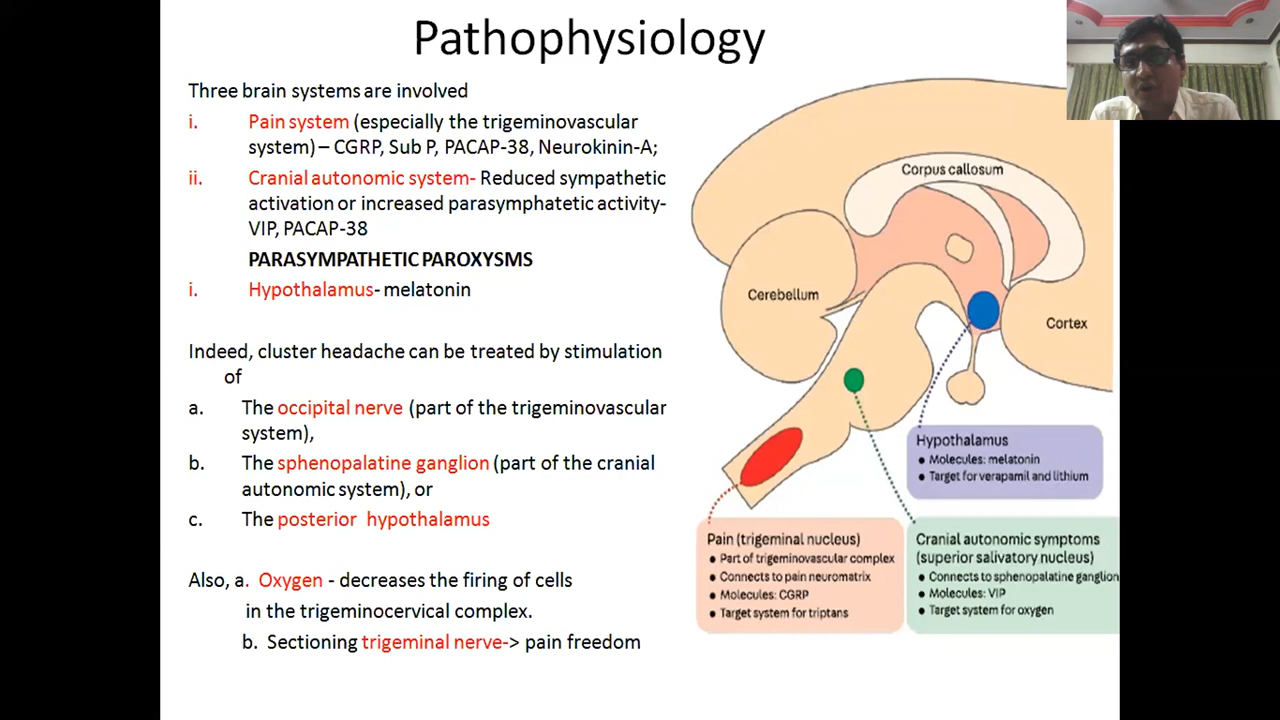 Pathophysiology
Three brain systems are involved
i. Pain system (especially the trigeminovascular
system) – CGRP, Sub P, PACAP-38, Neurokinin-A;
ii. Cranial autonomic system- Reduced sympathetic
activation or increased parasymphatetic activity-
VIP, PACAP-38
PARASYMPATHETIC PAROXYSMS
i. Hypothalamus- melatonin
Indeed, cluster headache can be treated by stimulation
of
a. The occipital nerve (part of the trigeminovascular
system),
b. The sphenopalatine ganglion (part of the cranial
autonomic system), or
c. The posterior hypothalamus
Also, a. Oxygen - decreases the firing of cells
in the trigeminocervical complex.
b. Sectioning trigeminal nerve-> pain freedom
Corpus callosum
Cerebellum
Cortex
Hypothalamus
• Molecules: melatonin
• Target for verapamil and lithium
Pain (trigeminal nucleus)
• Part of trigeminovascular complex
• Connects to pain neuromatrix
• Molecules: CGRP
• Target system for triptans
Cranial autonomic symptoms
(superior salivatory nucleus)
• Connects to sphenopalatine ganglion
• Molecules: VIP
• Target system for oxygen